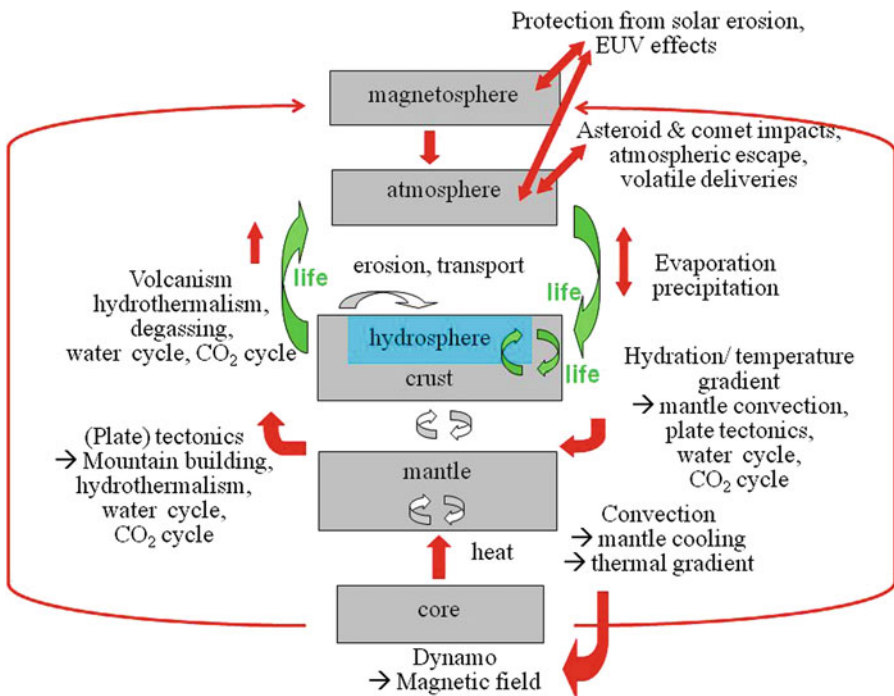 Protection from solar erosion,
EUV effects
magnetosphere
Asteroid & comet impacts,
atmospheric escape,
volatile deliveries
atmosphere
erosion, transport
life
Volcanism
hydrothermalism,
degassing,
water cycle, CO₂ cycle
life
Evaporation
precipitation
hydrosphere
crust
life
Hydration/ temperature
gradient
→ mantle convection,
plate tectonics,
water cycle,
CO₂ cycle
(Plate) tectonics
→ Mountain building,
hydrothermalism,
water cycle,
CO₂ cycle
mantle
Convection
→ mantle cooling
→ thermal gradient
heat
core
Dynamo
→ Magnetic field